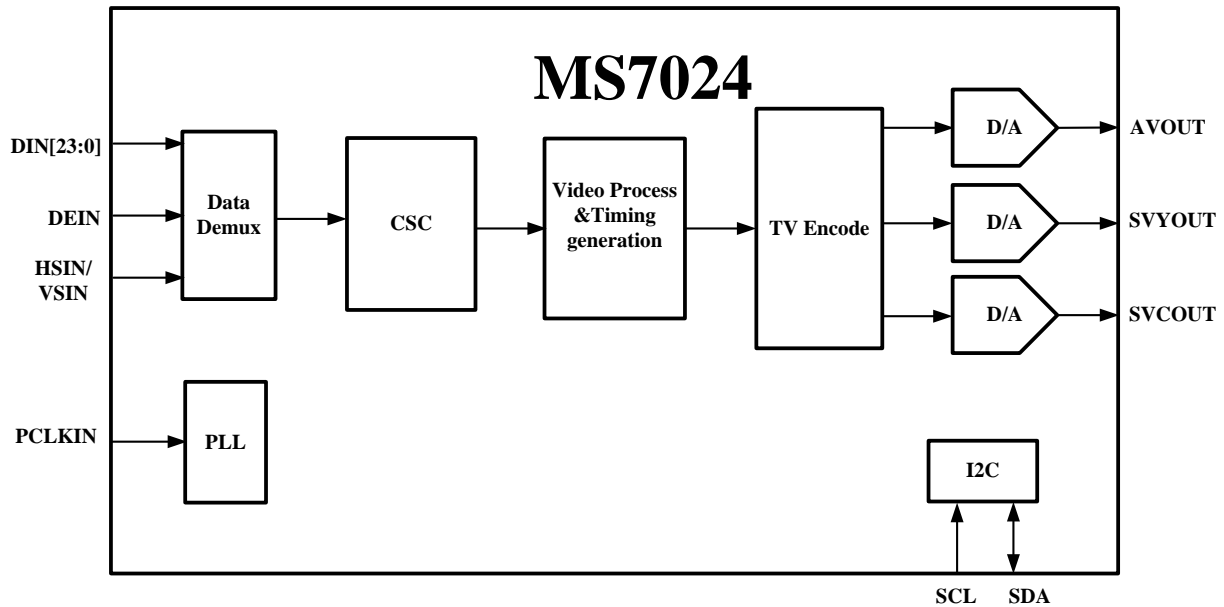 MS7024
DIN[23:0]
DEIN
HSIN/
VSIN
PCLKIN
Data
Demux
PLL
CSC
Video Process
&Timing
generation
TV Encode
D/A
D/A
D/A
AVOUT
SVYOUT
SVCOUT
I2C
SCL
SDA